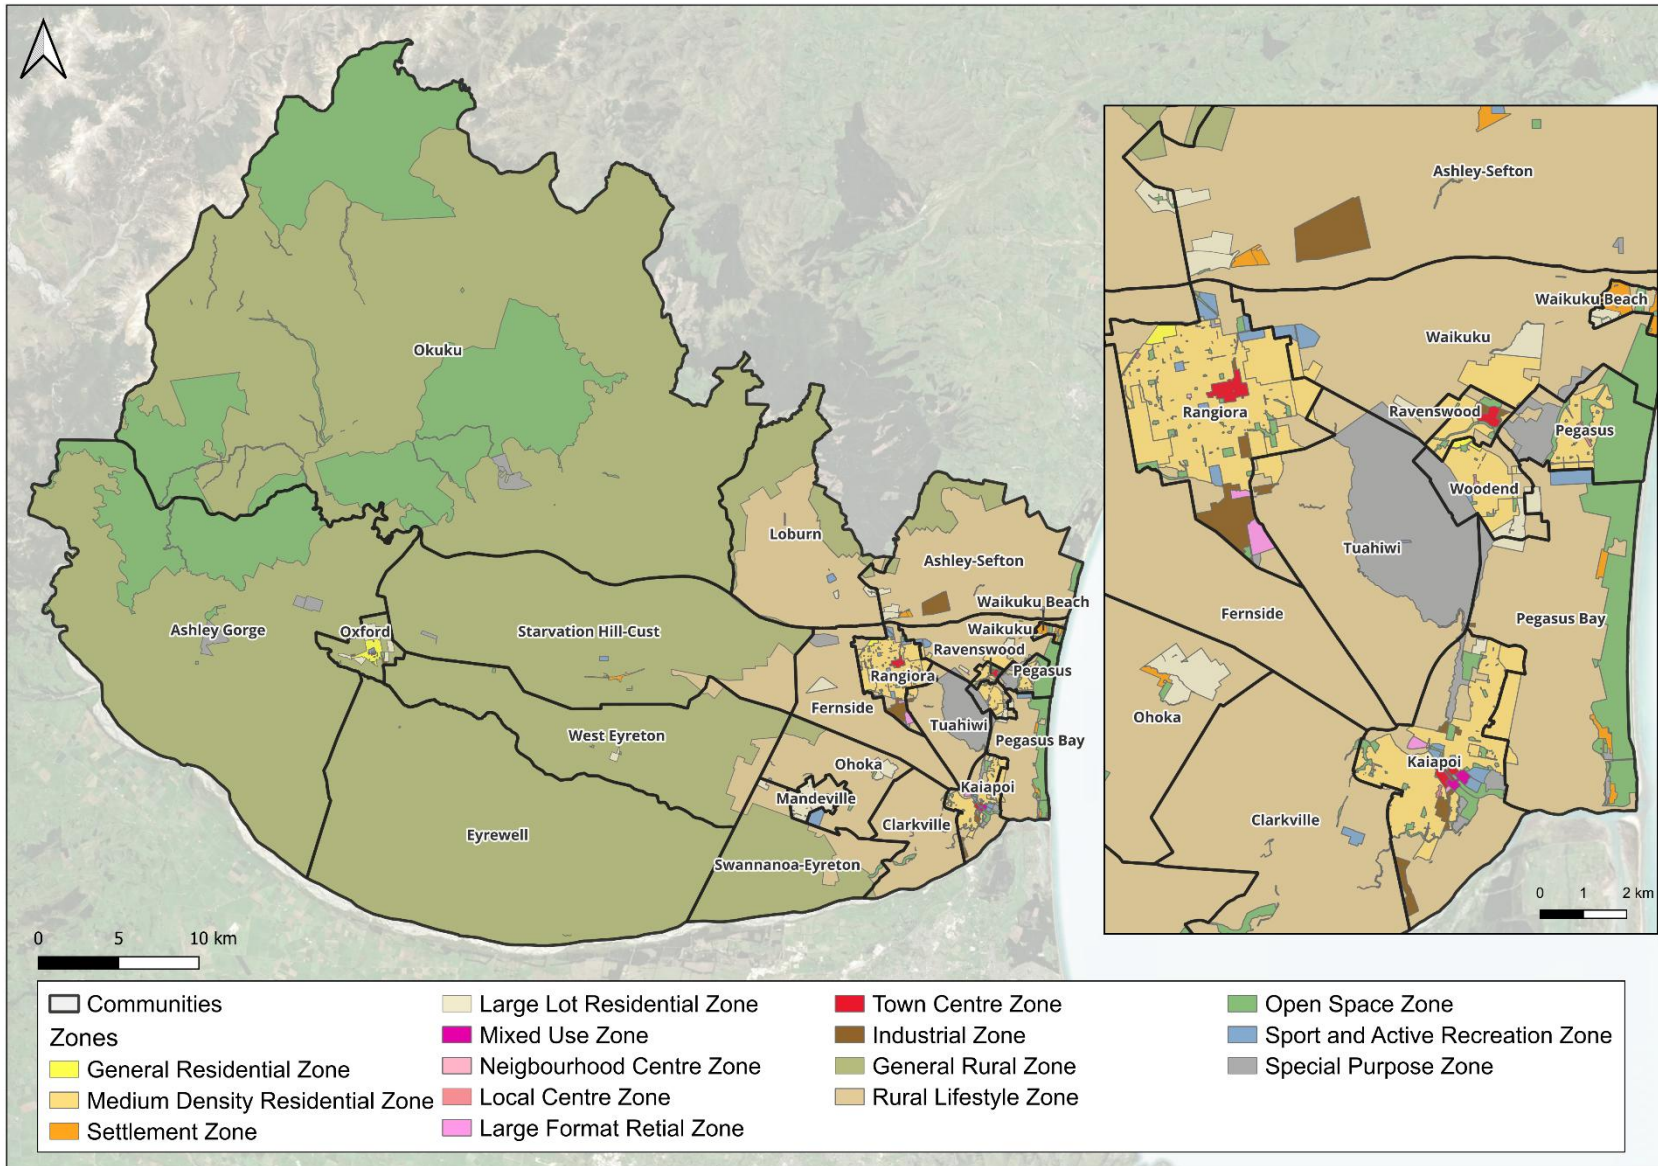 Okuku
Loburn
Ashley-Sefton
Waikuku Beach
Waikuku
Ravenswood
Pegasus
Rangiora
Fernside
Tuahiwi
Pegasus Bay
Ashley Gorge
Oxford
Starvation Hill-Cust
West Eyreton
Ohoka
Mandeville
Kaiapoi
Clarkville
Eyrewell
Swannanoa-Eyreton
0 5 10 km
Ashley-Sefton
Waikuku Beach
Waikuku
Rangiora
Ravenswood
Pegasus
Woodend
Tuahiwi
Fernside
Pegasus Bay
Ohoka
Kaiapoi
Clarkville
0 1 2 km
Communities
Zones
General Residential Zone
Medium Density Residential Zone
Settlement Zone
Large Lot Residential Zone
Mixed Use Zone
Neigbourhood Centre Zone
Local Centre Zone
Large Format Retial Zone
Town Centre Zone
Industrial Zone
General Rural Zone
Rural Lifestyle Zone
Open Space Zone
Sport and Active Recreation Zone
Special Purpose Zone